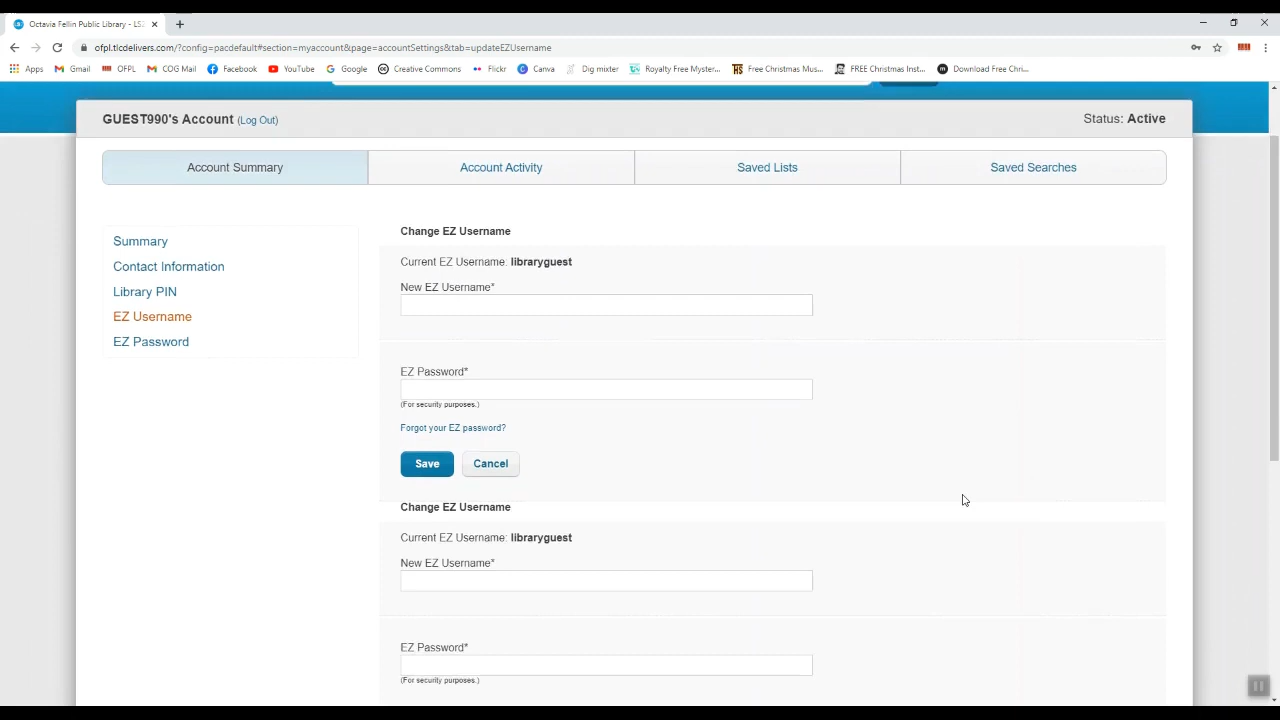 Octavia Fellin Public Library - LS2
ofpl.tlcdelivers.com/?config=pacdefault#section=myaccount&page=accountSettings&tab=updateEZUsername
Apps Gmail OFPL COG Mail Facebook YouTube Google Creative Commons Flickr Canva Dig mixter Royalty Free Myster... Free Christmas Mus... FREE Christmas Inst... Download Free Chri...
GUEST990's Account (Log Out) Status: Active
Account Summary Account Activity Saved Lists Saved Searches
Summary
Contact Information
Library PIN
EZ Username
EZ Password
Change EZ Username
Current EZ Username: libraryguest
New EZ Username*
EZ Password*
(For security purposes.)
Forgot your EZ password?
Save Cancel
Change EZ Username
Current EZ Username: libraryguest
New EZ Username*
EZ Password*
(For security purposes.)